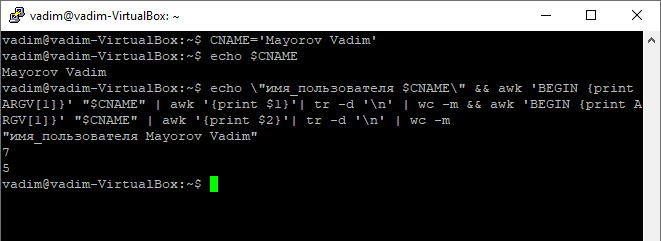 vadim@vadim-VirtualBox: ~
vadim@vadim-VirtualBox:~$ CNAME='Mayorov Vadim'
vadim@vadim-VirtualBox:~$ echo $CNAME
Mayorov Vadim
vadim@vadim-VirtualBox:~$ echo \"имя_пользователя $CNAME\" && awk 'BEGIN {print
ARGV[1]}' "$CNAME" | awk '{print $1}'| tr -d '\n' | wc -m && awk 'BEGIN {print A
RGV[1]}' "$CNAME" | awk '{print $2}'| tr -d '\n' | wc -m
"имя_пользователя Mayorov Vadim"
7
5
vadim@vadim-VirtualBox:~$